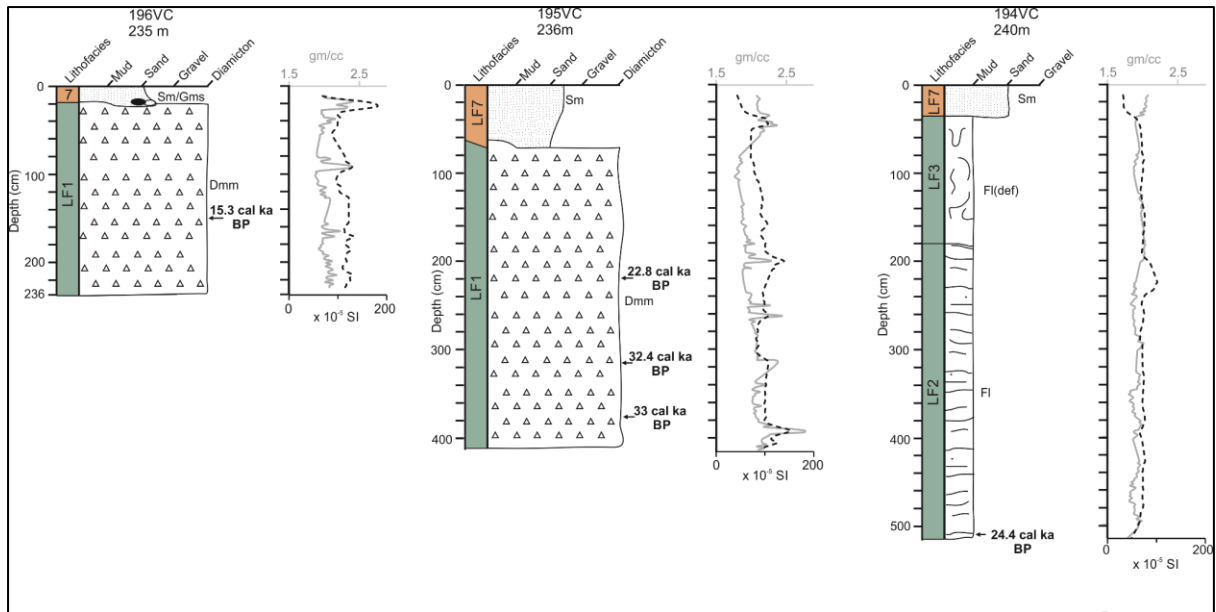 196VC
235 m
Lithofacies
Mud
Sand
Gravel
Diamicton
gm/cc
1.5
3.0
0
100
200
236
Depth (cm)
7
LF1
Sm/Gms
Dmm
15.3 cal ka
BP
0
200
x 10⁻⁵ SI
195VC
236m
Lithofacies
Mud
Sand
Gravel
Diamicton
gm/cc
1.5
2.5
0
100
200
300
400
Depth (cm)
LF7
LF1
Sm
22.8 cal ka
BP
Dmm
32.4 cal ka
BP
33 cal ka
BP
0
200
x 10⁻⁵ SI
194VC
240m
Lithofacies
Mud
Sand
Gravel
gm/cc
1.5
2.5
0
100
200
300
400
500
Depth (cm)
LF7
LF3
LF2
Sm
Fl(def)
Fl
24.4 cal ka
BP
0
200
x 10⁻⁵ SI